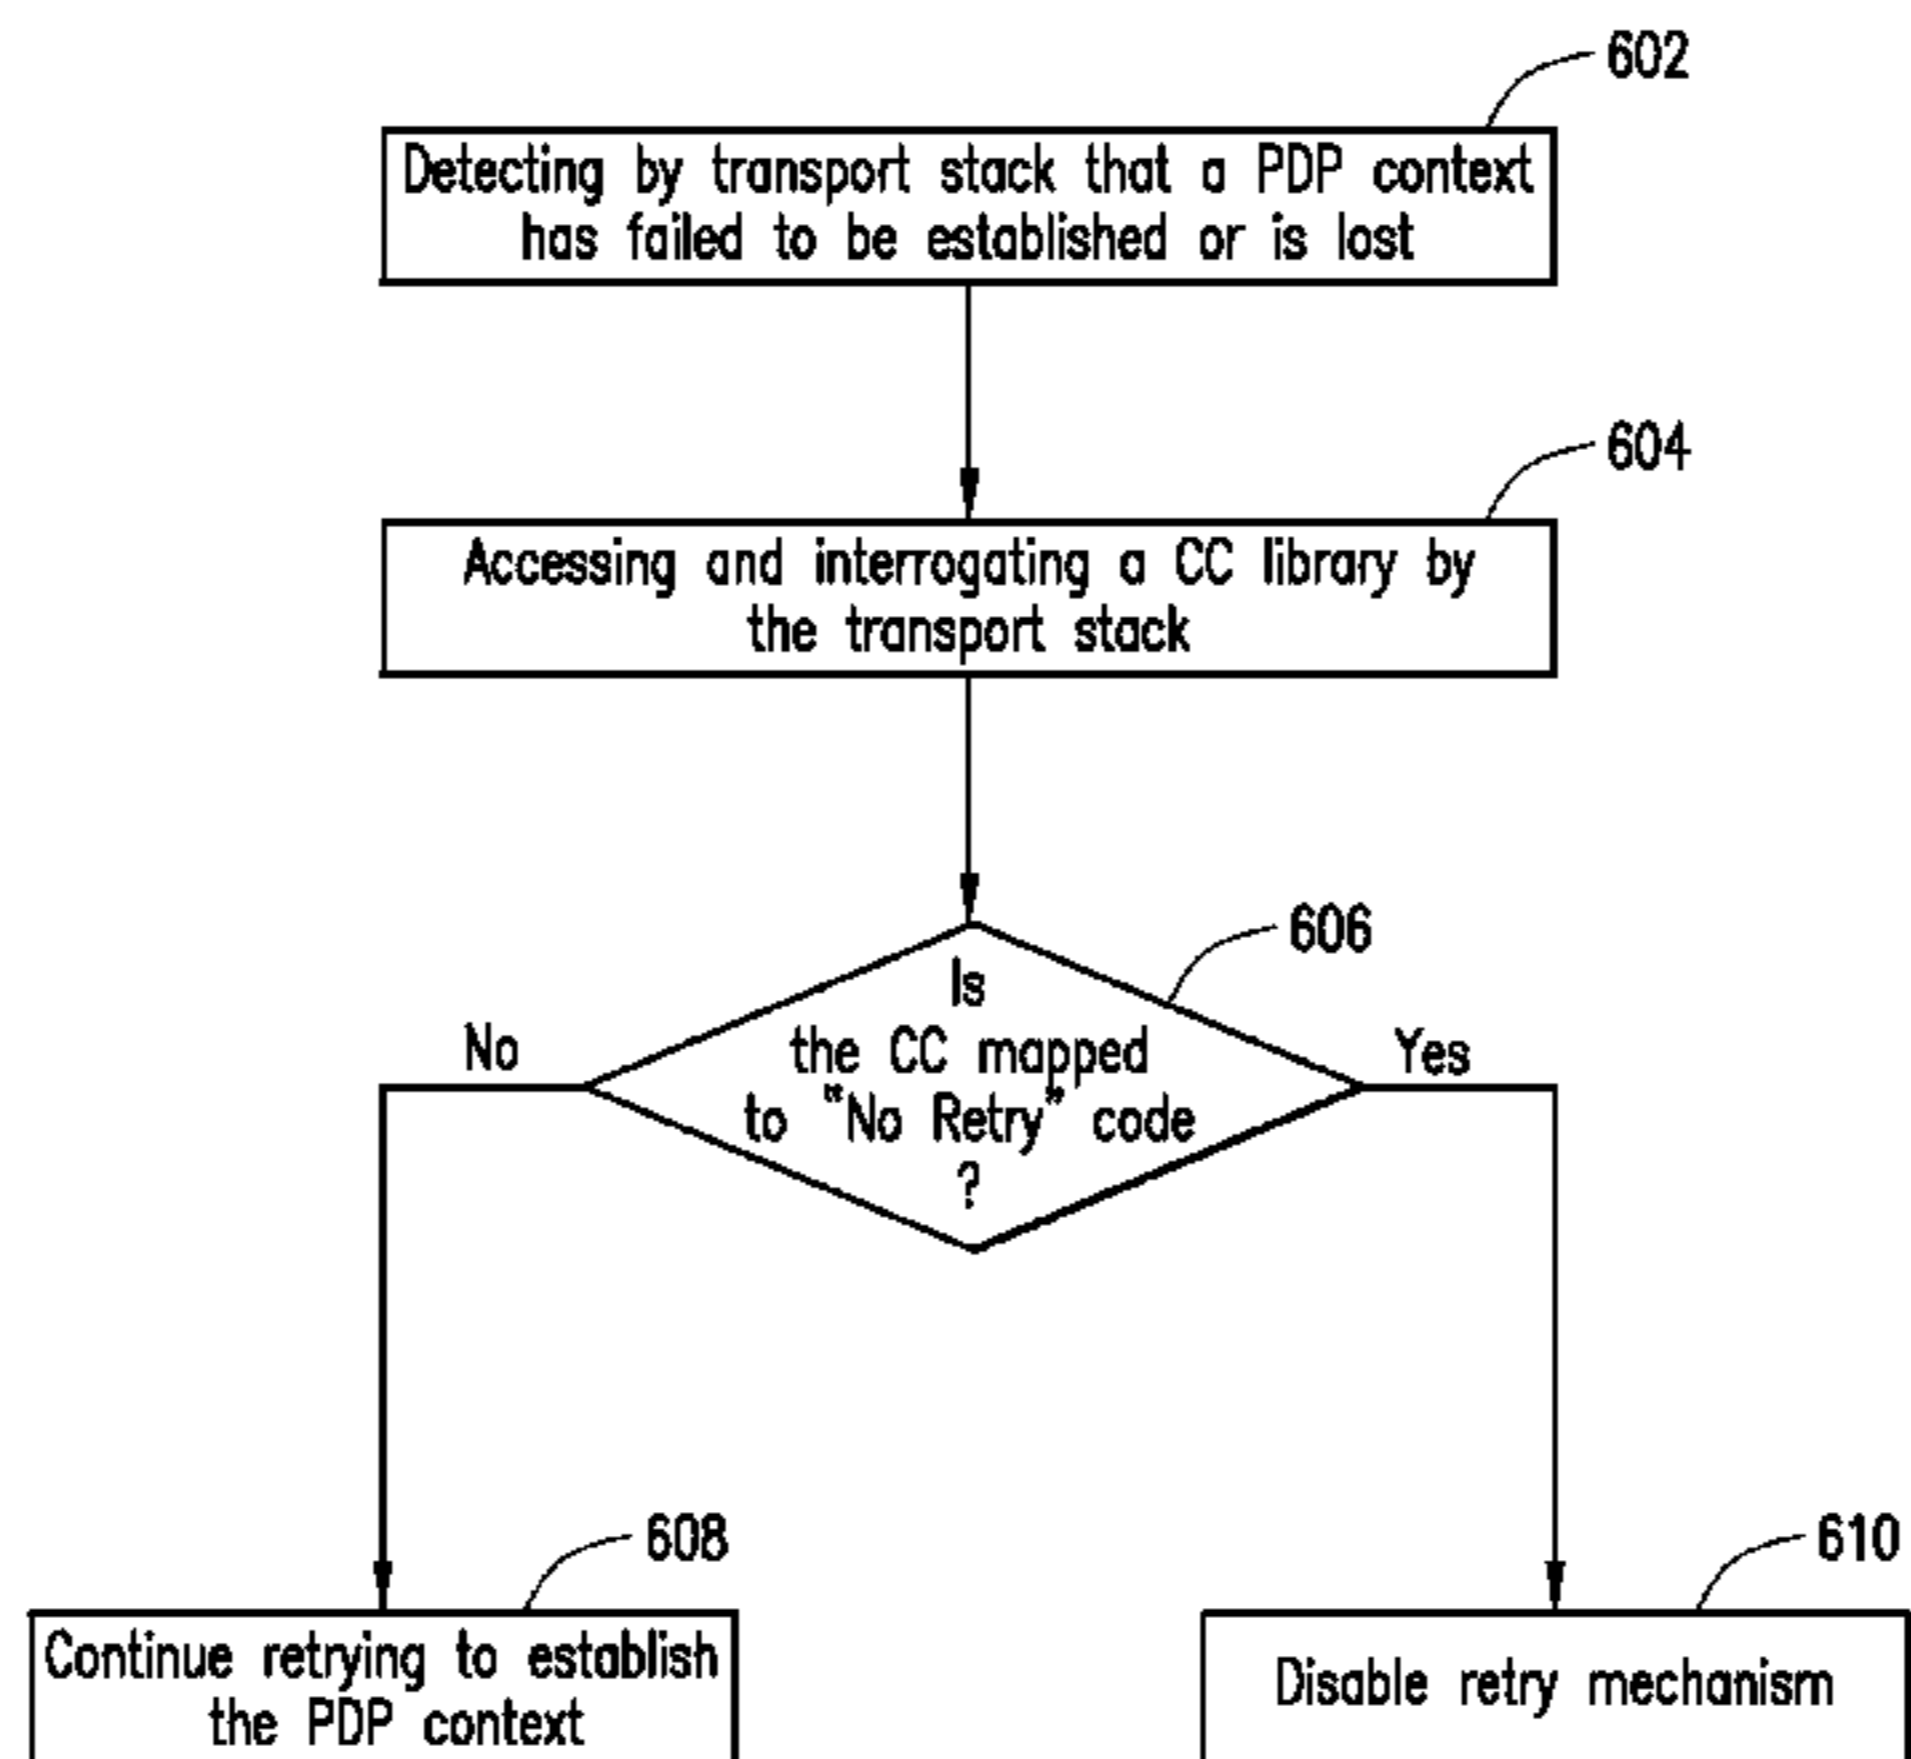 602
Detecting by transport stack that a PDP context
has failed to be established or is lost
604
Accessing and interrogating a CC library by
the transport stack
606
Is
the CC mapped
to "No Retry" code
?
No
Yes
608
610
Continue retrying to establish
the PDP context
Disable retry mechanism